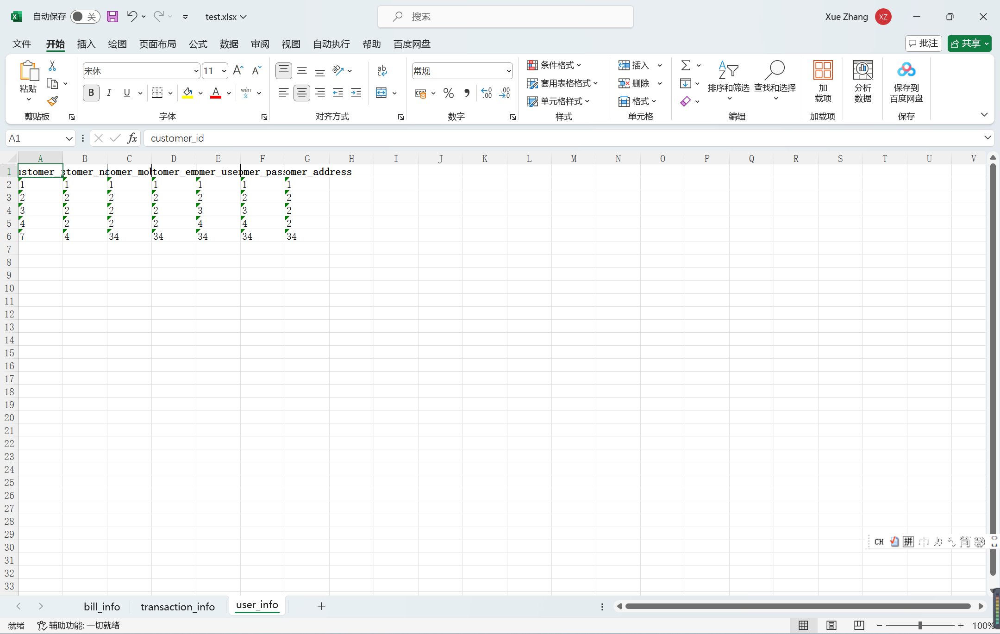 自动保存 关 test.xlsx 搜索 Xue Zhang XZ
文件 开始 插入 绘图 页面布局 公式 数据 审阅 视图 自动执行 帮助 百度网盘 批注 共享
粘贴 宋体 11 A A ab c 常规 条件格式 插入 Σ A Z
B I U A wén 文 % 套用表格格式 删除 排序和筛选 查找和选择 加 载项 分析 数据 保存到 百度网盘
单元格样式 格式
剪贴板 字体 对齐方式 数字 样式 单元格 编辑 加载项 保存
A1 fx customer_id
A B C D E F G H I J K L M N O P Q R S T U V
1 ustomer_ stomer_na tomer_mob tomer_em omer_use omer_pas omer_address
2 1 1 1 1 1 1 1
3 2 2 2 2 2 2 2
4 3 2 2 2 3 3 2
5 4 2 2 2 4 4 2
6 7 4 34 34 34 34 34
7
8
9
10
11
12
13
14
15
16
17
18
19
20
21
22
23
24
25
26
27
28
29
30
31
32
33
CH 拼 中 简
bill_info transaction_info user_info +
就绪 辅助功能: 一切就绪 100%